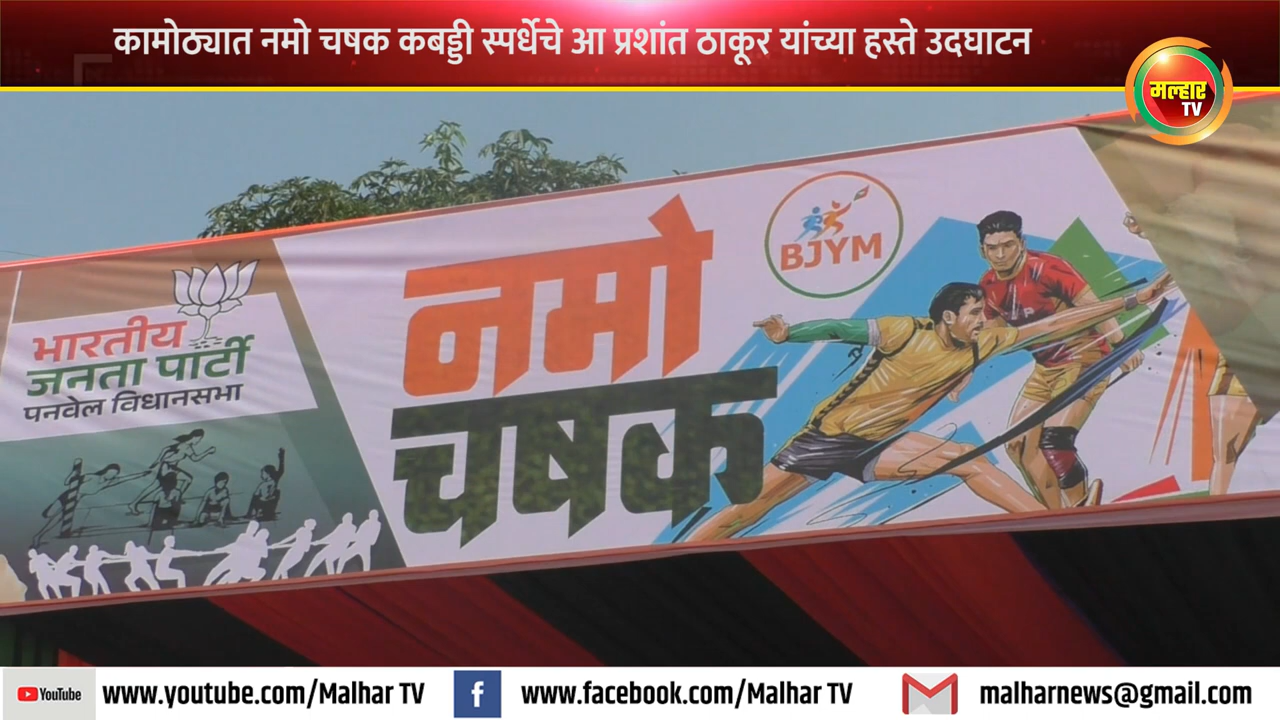 कामोठ्यात नमो चषक कबड्डी स्पर्धेचे आ प्रशांत ठाकूर यांच्या हस्ते उदघाटन
मल्हार
TV
BJYM
नमो
चषक
भारतीय
जनता पार्टी
पनवेल विधानसभा
YouTube
www.youtube.com/Malhar TV
f
www.facebook.com/Malhar TV
malharnews@gmail.com